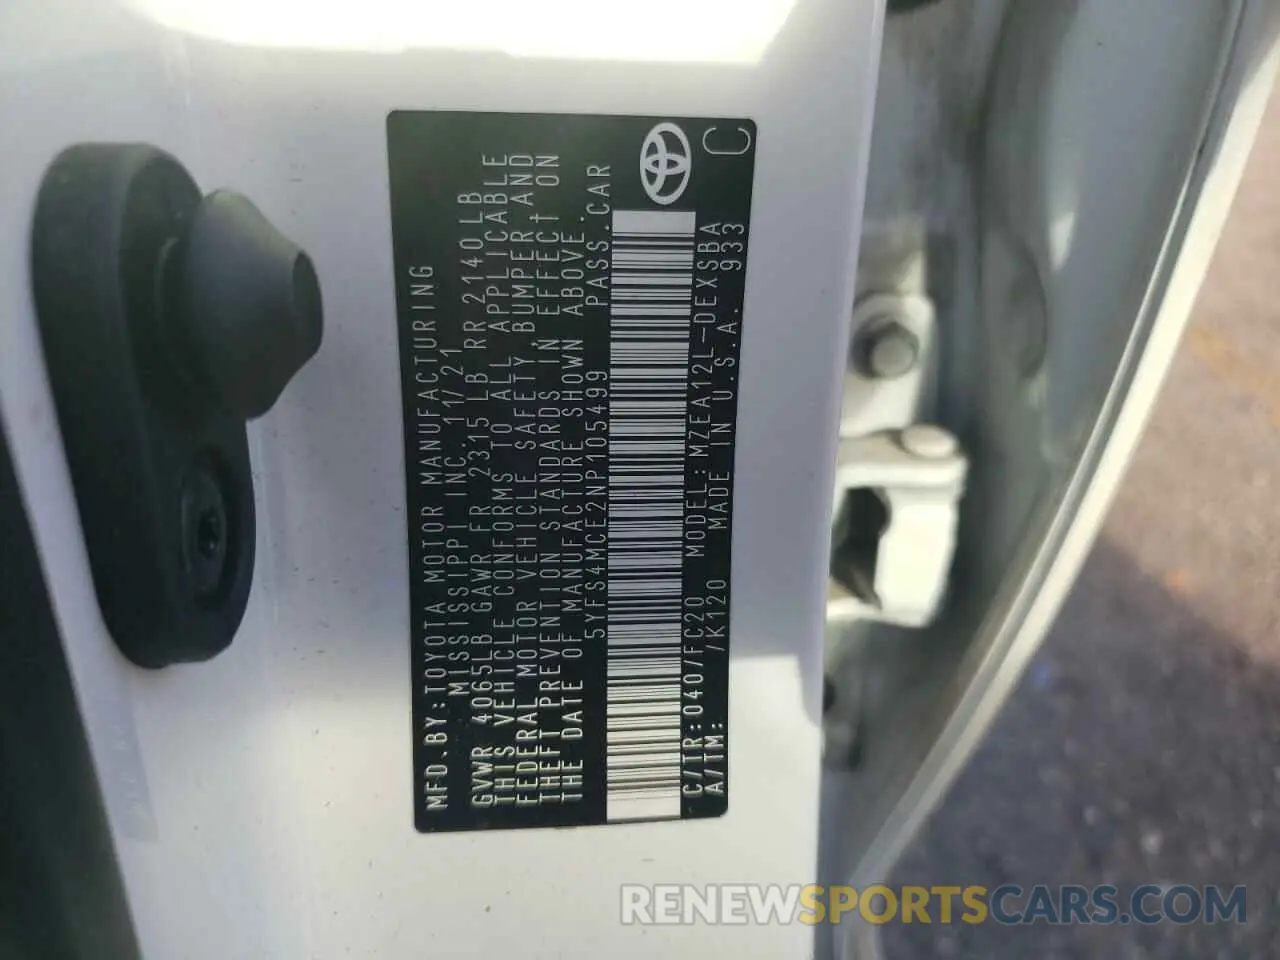 MFD.BY:TOYOTA MOTOR MANUFACTURING
MISSISSIPPI INC. 11/21
GVWR 4065LB GAWR FR 2315 LB RR 2140LB
THIS VEHICLE CONFORMS TO ALL APPLICABLE
FEDERAL MOTOR VEHICLE SAFETY,BUMPER,AND
THEFT PREVENTION STANDARDS IN EFFECT ON
THE DATE OF MANUFACTURE SHOWN ABOVE.
5YFS4MCE2NP105499 PASS.CAR
C/TR:040/FC20 MODEL:MZEA12L-DEXSBA
A/TM: /K120 MADE IN U.S.A. 933
C
RENEWSPORTSCARS.COM